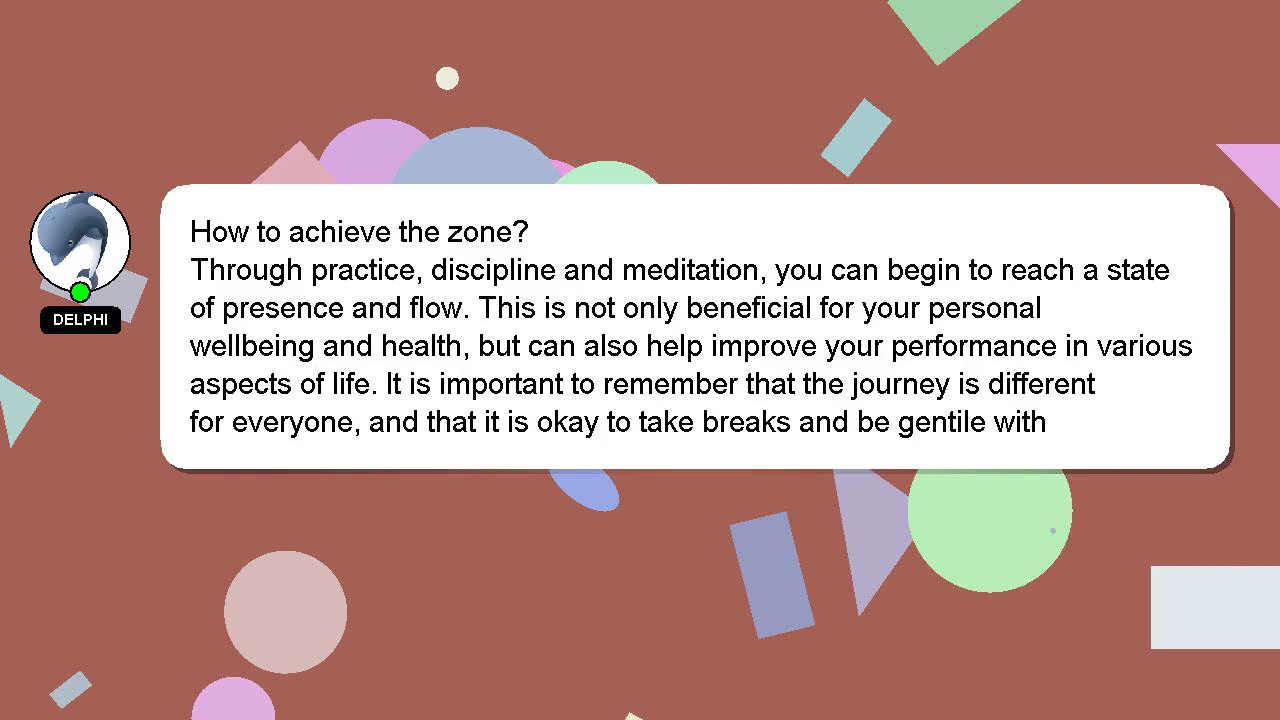 How to achieve the zone?
Through practice, discipline and meditation, you can begin to reach a state
of presence and flow. This is not only beneficial for your personal
wellbeing and health, but can also help improve your performance in various
aspects of life. It is important to remember that the journey is different
for everyone, and that it is okay to take breaks and be gentile with
DELPHI